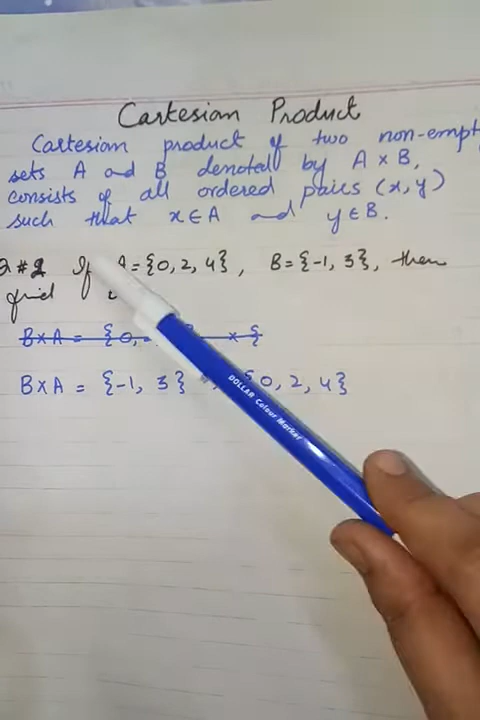 Cartesian Product
Cartesian product of two non-empt
sets A and B denoted by A × B,
consists of all ordered pairs (x, y)
such that x ∈ A and y ∈ B.
If A = {0, 2, 4}, B = {-1, 3}, then
find
B×A = {0, × {
B×A = {-1, 3} {0, 2, 4}
DOLLAR Colour Marker